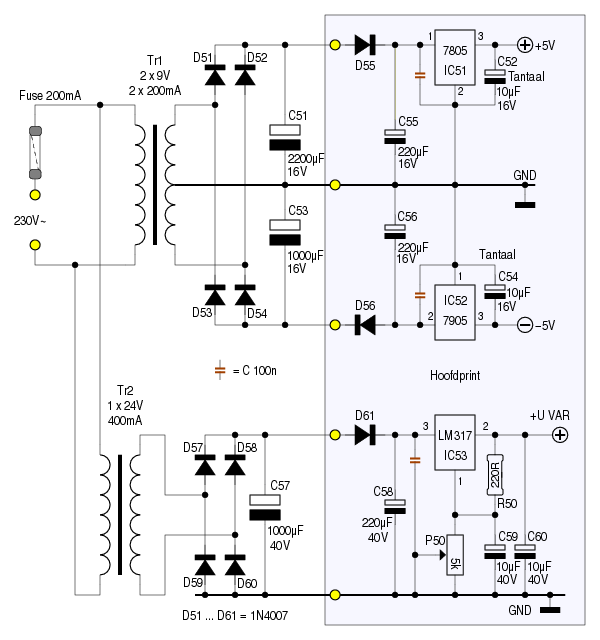 Fuse 200mA
230V~
Tr1
2 x 9V
2 x 200mA
D51
D52
D53
D54
C51
2200µF
16V
C53
1000µF
16V
D55
D56
C55
220µF
16V
C56
220µF
16V
1
7805
3
IC51
2
+5V
C52
Tantaal
10µF
16V
GND
Tantaal
1
IC52
7905
2
3
C54
10µF
16V
−5V
= C 100n
Hoofdprint
Tr2
1 x 24V
400mA
D57
D58
D59
D60
C57
1000µF
40V
D61
C58
220µF
40V
3
LM317
2
IC53
1
+U VAR
220R
R50
P50
5k
C59
10µF
40V
C60
10µF
40V
GND
D51 ... D61 = 1N4007